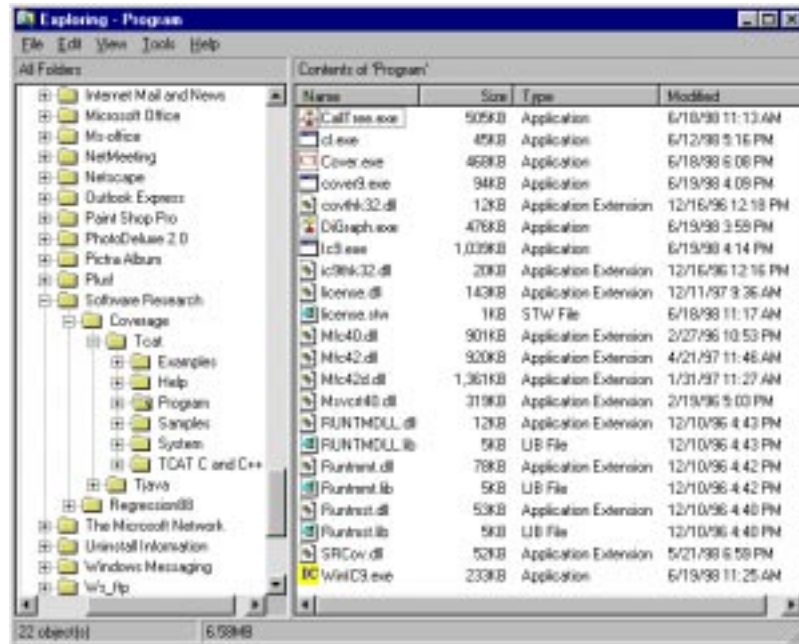 Exploring - Program
File Edit View Tools Help
All Folders
Contents of 'Program'
Internet Mail and News
Microsoft Office
Ms-office
NetMeeting
Netscape
Outlook Express
Paint Shop Pro
PhotoDeluxe 2.0
Pictra Album
Plus!
Software Research
Coverage
Tcat
Examples
Help
Program
Samples
System
TCAT C and C++
Tjava
Regression98
The Microsoft Network
Uninstall Information
Windows Messaging
Ws_ftp
Name Size Type Modified
CallTree.exe 505KB Application 6/18/98 11:13 AM
cl.exe 45KB Application 6/12/98 5:16 PM
Cover.exe 468KB Application 6/18/98 6:08 PM
cover9.exe 94KB Application 6/19/98 4:09 PM
covthk32.dll 12KB Application Extension 12/16/96 12:18 PM
DiGraph.exe 476KB Application 6/19/98 3:59 PM
Ic9.exe 1,039KB Application 6/19/98 4:14 PM
ic9thk32.dll 20KB Application Extension 12/16/96 12:16 PM
license.dll 143KB Application Extension 12/11/97 9:36 AM
license.stw 1KB STW File 6/18/98 11:17 AM
Mfc40.dll 901KB Application Extension 2/27/96 10:53 PM
Mfc42.dll 920KB Application Extension 4/21/97 11:46 AM
Mfc42d.dll 1,361KB Application Extension 1/31/97 11:27 AM
Msvcrt40.dll 319KB Application Extension 2/19/96 5:03 PM
RUNTMDLL.dll 12KB Application Extension 12/10/96 4:43 PM
RUNTMDLL.lib 5KB LIB File 12/10/96 4:43 PM
Runtmnt.dll 78KB Application Extension 12/10/96 4:42 PM
Runtmnt.lib 5KB LIB File 12/10/96 4:42 PM
Runtmst.dll 53KB Application Extension 12/10/96 4:40 PM
Runtmst.lib 5KB LIB File 12/10/96 4:40 PM
SRCov.dll 52KB Application Extension 5/21/98 6:59 PM
WinIC9.exe 233KB Application 6/19/98 11:25 AM
22 object(s) 6.58MB